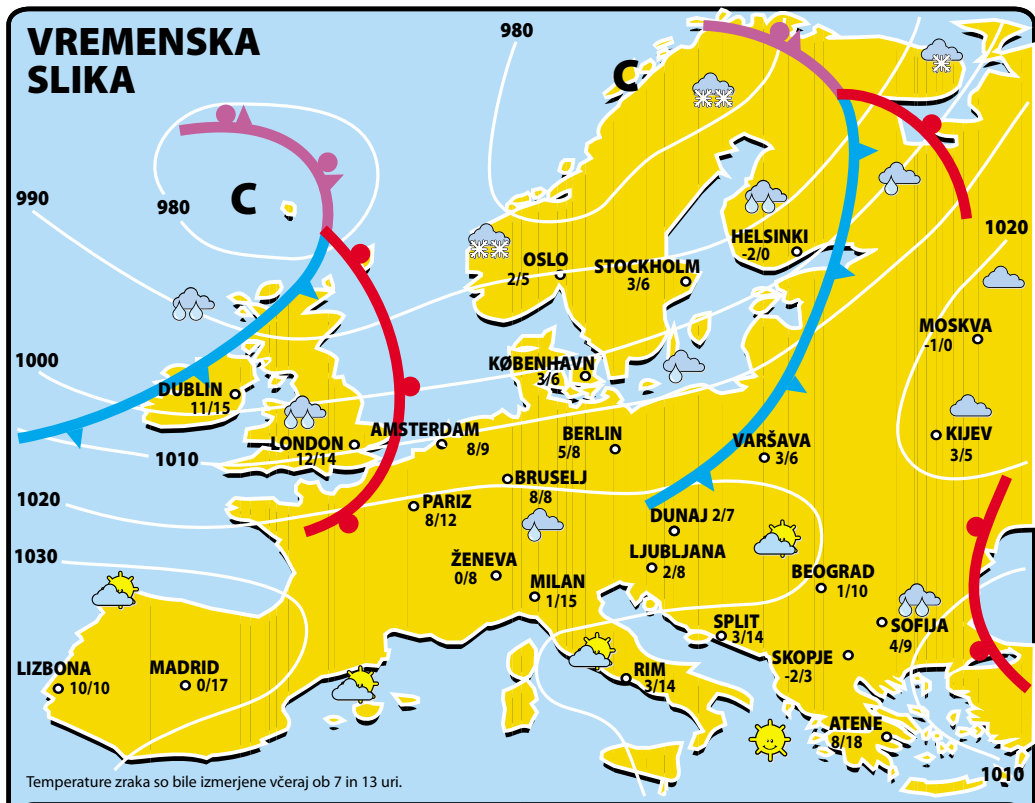 VREMENSKA
SLIKA
980
C
C
990
980
1020
HELSINKI
-2/0
OSLO
2/5
STOCKHOLM
3/6
MOSKVA
-1/0
1000
KØBENHAVN
3/6
DUBLIN
11/15
AMSTERDAM
8/9
BERLIN
5/8
VARŠAVA
3/6
KIJEV
3/5
LONDON
12/14
1010
BRUSELJ
8/8
1020
PARIZ
8/12
DUNAJ 2/7
1030
ŽENEVA
0/8
LJUBLJANA
2/8
MILAN
1/15
BEOGRAD
1/10
SPLIT
3/14
SOFIJA
4/9
LIZBONA
10/10
MADRID
0/17
RIM
3/14
SKOPJE
-2/3
ATENE
8/18
1010
Temperature zraka so bile izmerjene včeraj ob 7 in 13 uri.